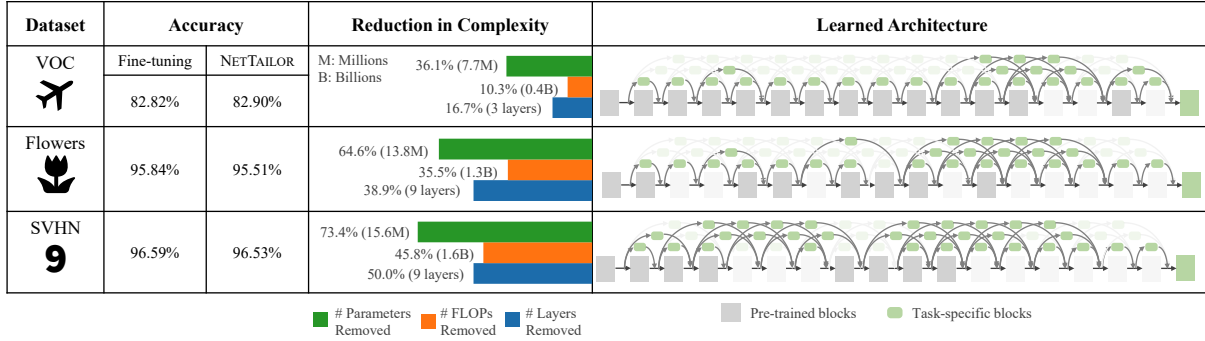 Dataset Accuracy Reduction in Complexity Learned Architecture
VOC Fine-tuning NETTAILOR M: Millions
B: Billions
36.1% (7.7M)
82.82% 82.90% 10.3% (0.4B)
16.7% (3 layers)
Flowers
95.84% 95.51% 64.6% (13.8M)
35.5% (1.3B)
38.9% (9 layers)
SVHN
9 96.59% 96.53% 73.4% (15.6M)
45.8% (1.6B)
50.0% (9 layers)
# Parameters Removed
# FLOPs Removed
# Layers Removed
Pre-trained blocks Task-specific blocks